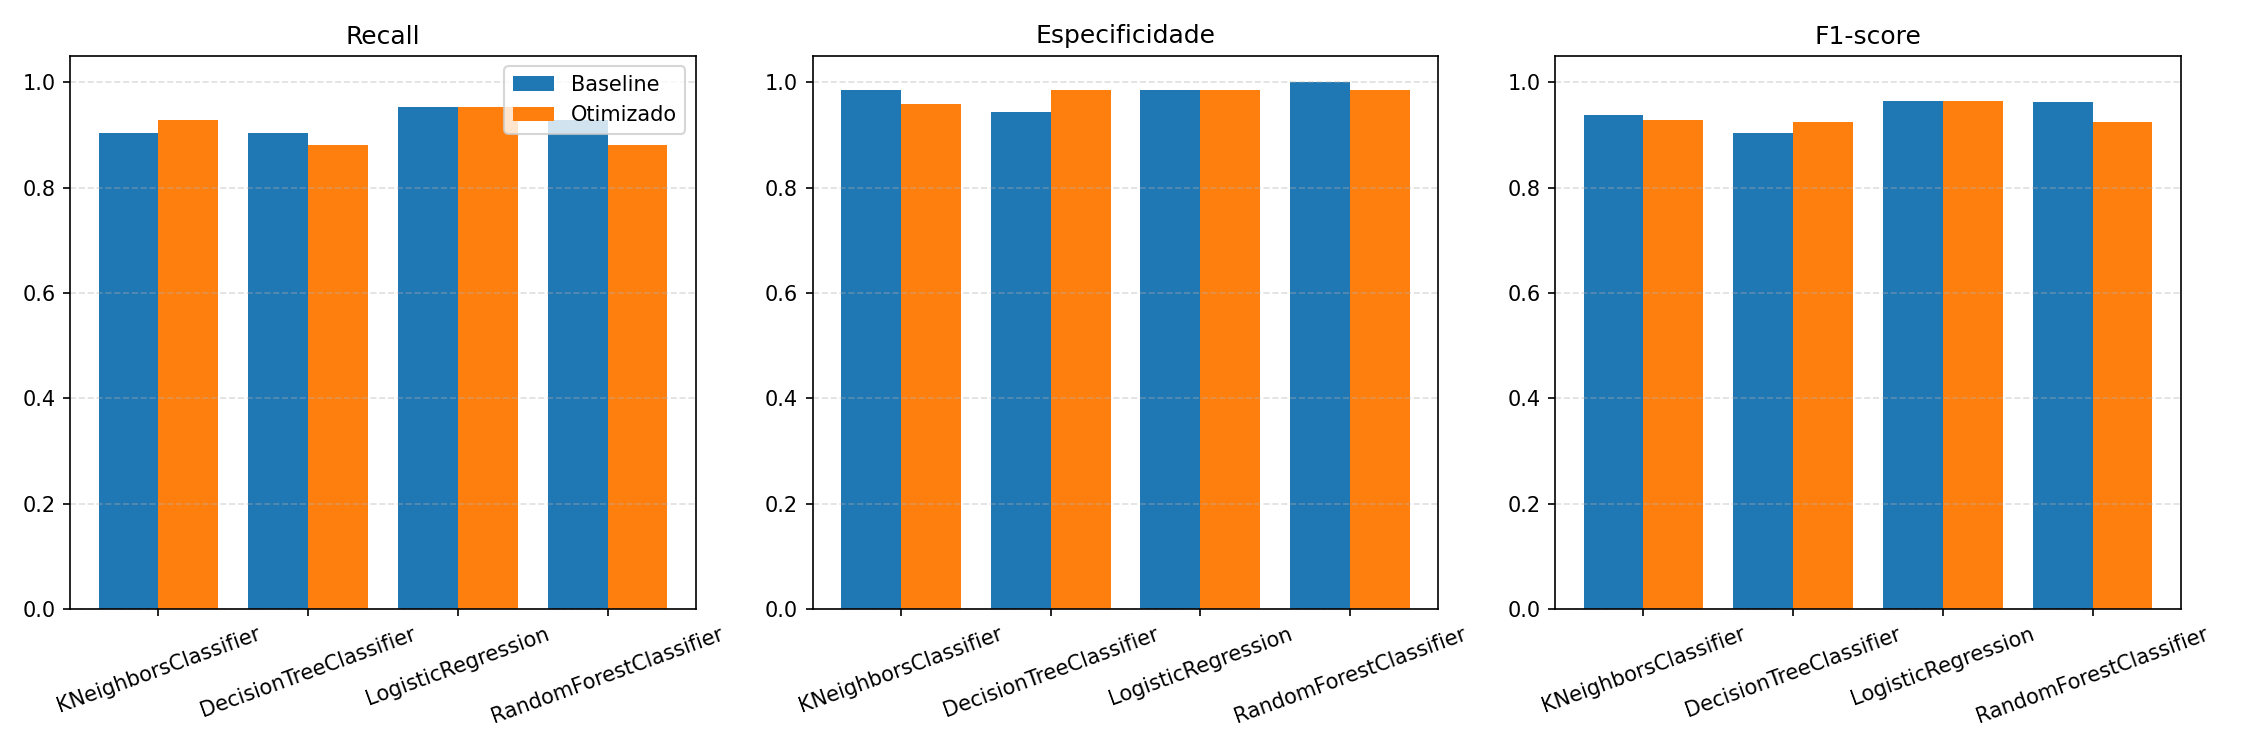 Recall
1.0
0.8
0.6
0.4
0.2
0.0
Baseline
Otimizado
KNeighborsClassifier
DecisionTreeClassifier
LogisticRegression
RandomForestClassifier
Especificidade
1.0
0.8
0.6
0.4
0.2
0.0
KNeighborsClassifier
DecisionTreeClassifier
LogisticRegression
RandomForestClassifier
F1-score
1.0
0.8
0.6
0.4
0.2
0.0
KNeighborsClassifier
DecisionTreeClassifier
LogisticRegression
RandomForestClassifier